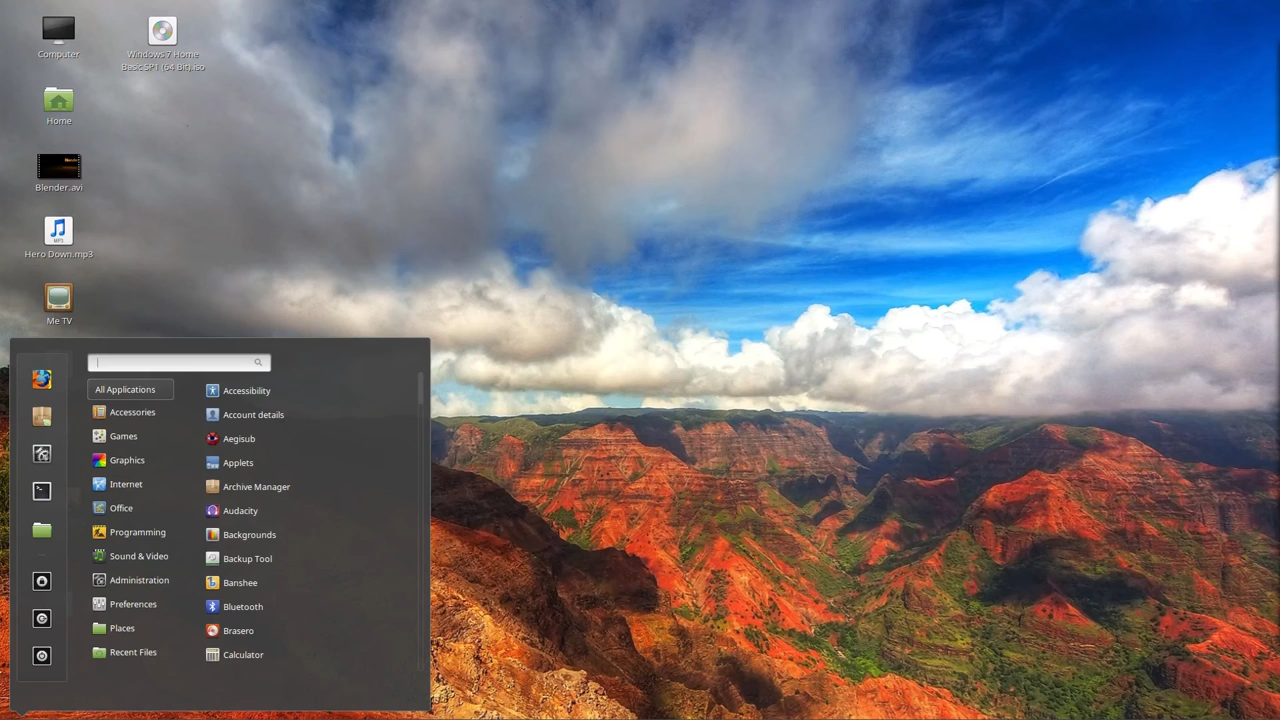 Computer
Windows 7 Home
Basic SP1 (64 Bit).iso
Home
Blender.avi
MP3
Hero Down.mp3
Me TV
All Applications
Accessories
Games
Graphics
Internet
Office
Programming
Sound & Video
Administration
Preferences
Places
Recent Files
Accessibility
Account details
Aegisub
Applets
Archive Manager
Audacity
Backgrounds
Backup Tool
Banshee
Bluetooth
Brasero
Calculator